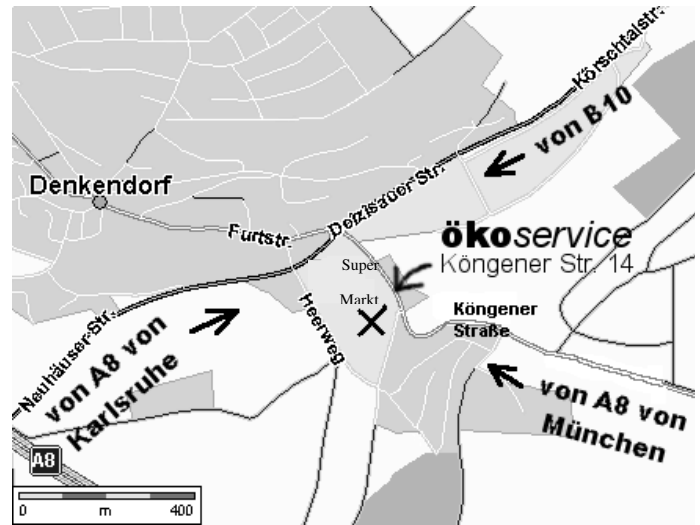 Körschtalstr.
von B10
Denkendorf
Deizisauer Str.
Furtstr.
ökoservice
Köngener Str. 14
Super
Markt
Heerweg
Köngener
Straße
Neuhäuser Str.
von A8 von
Karlsruhe
von A8 von
München
A8
0 m 400